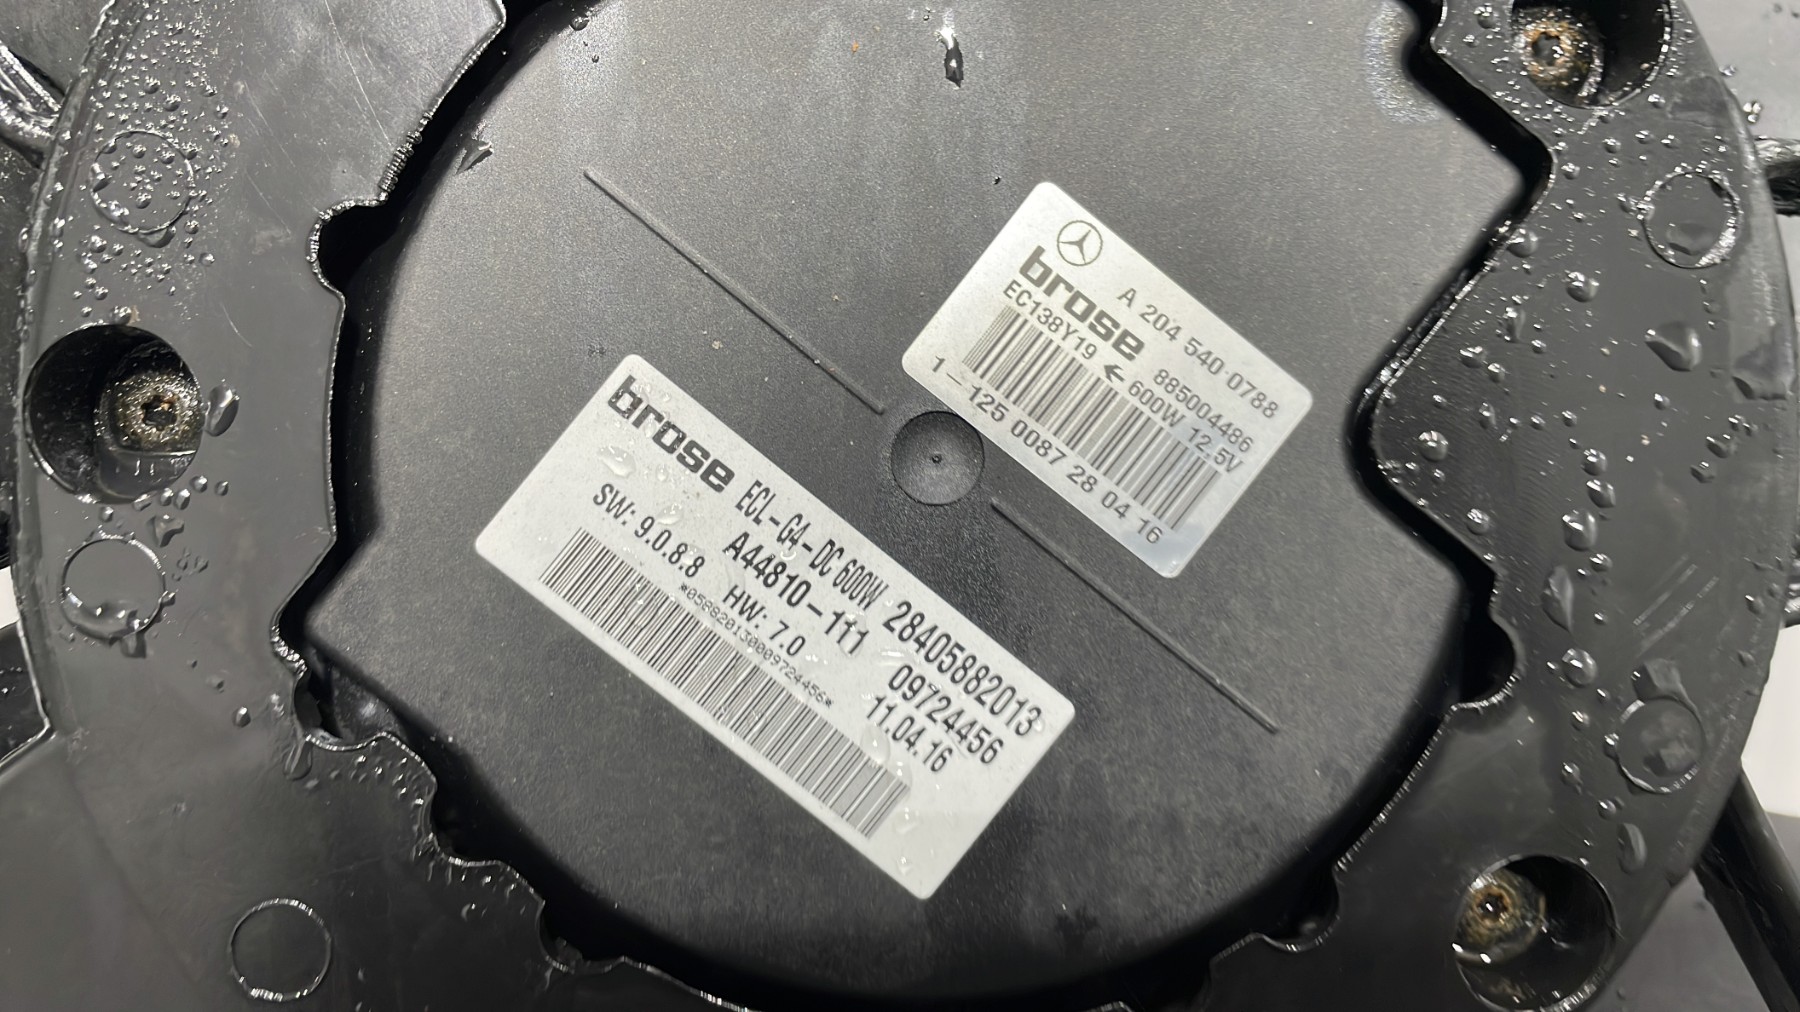 A 204 540 0788
brose 885004486
EC138Y19 ← 600W 12.5V
1-125 0087 28 04 16
brose ECL-G4-DC 600W 28405882013
A44810-111 09724456
SW: 9.0.8.8 HW: 7.0 11.04.16
*0588201300009724456*